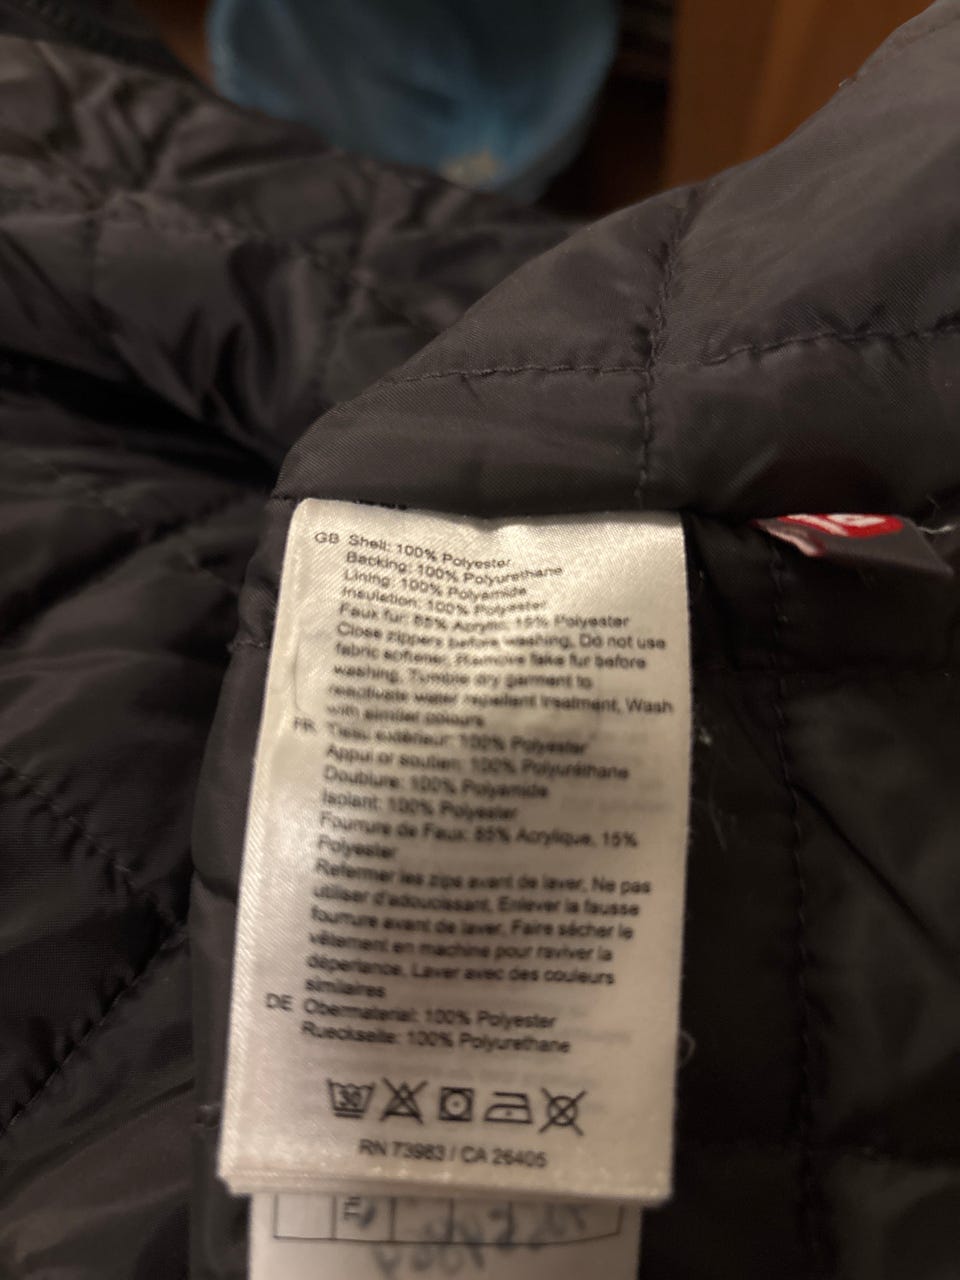 GB Shell: 100% Polyester
Backing: 100% Polyurethane
Lining: 100% Polyamide
Insulation: 100% Polyester
Faux fur: 85% Acrylic, 15% Polyester
Close zippers before washing, Do not use
fabric softener, Remove fake fur before
washing, Tumble dry garment to
reactivate water repellent treatment, Wash
with similar colours
FR Tissu extérieur: 100% Polyester
Appui or soutien: 100% Polyuréthane
Doublure: 100% Polyamide
Isolant: 100% Polyester
Fourrure de Faux: 85% Acrylique, 15%
Polyester
Refermer les zips avant de laver, Ne pas
utiliser d'adoucissant, Enlever la fausse
fourrure avant de laver, Faire sécher le
vêtement en machine pour raviver la
déperlance, Laver avec des couleurs
similaires
DE Obermaterial: 100% Polyester
Rueckseite: 100% Polyurethane
30
RN 73983 / CA 26405